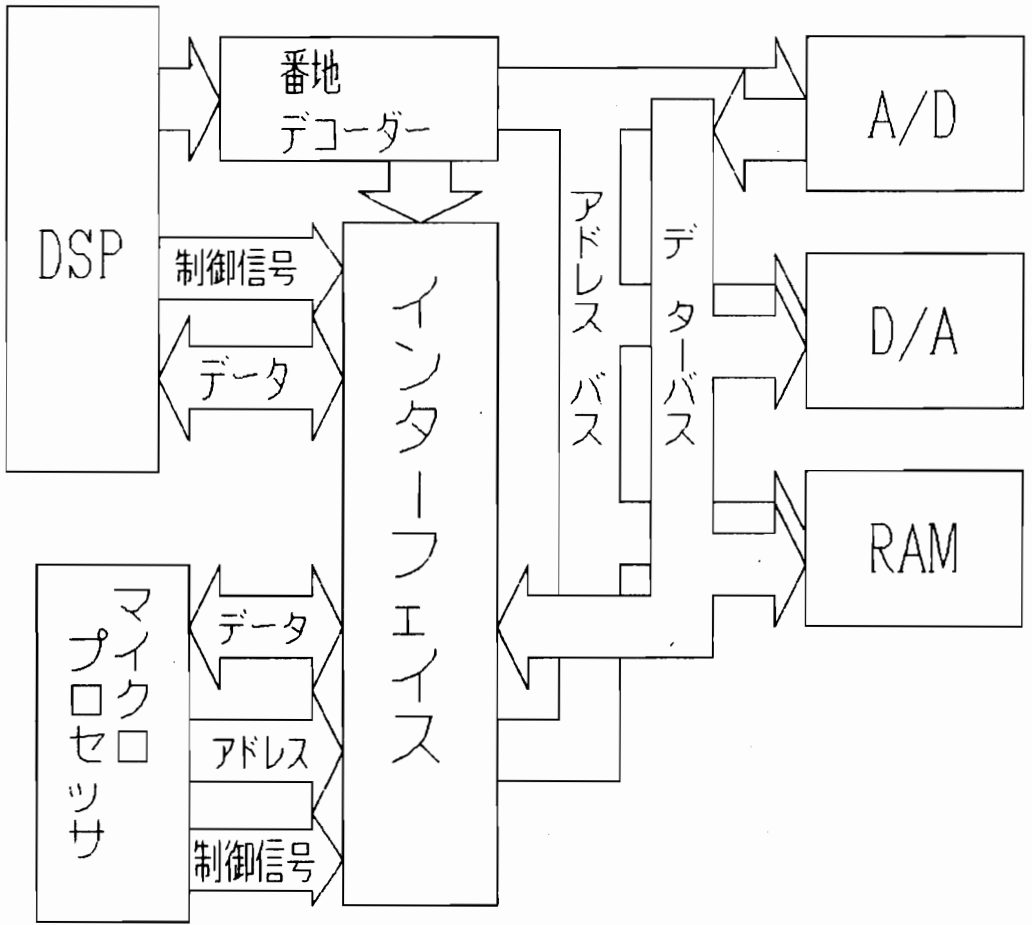 DSP
番地
デコーダー
制御信号
データ
インターフェイス
アドレス バス
データーバス
A/D
D/A
RAM
マイクロ
プロセッサ
データ
アドレス
制御信号